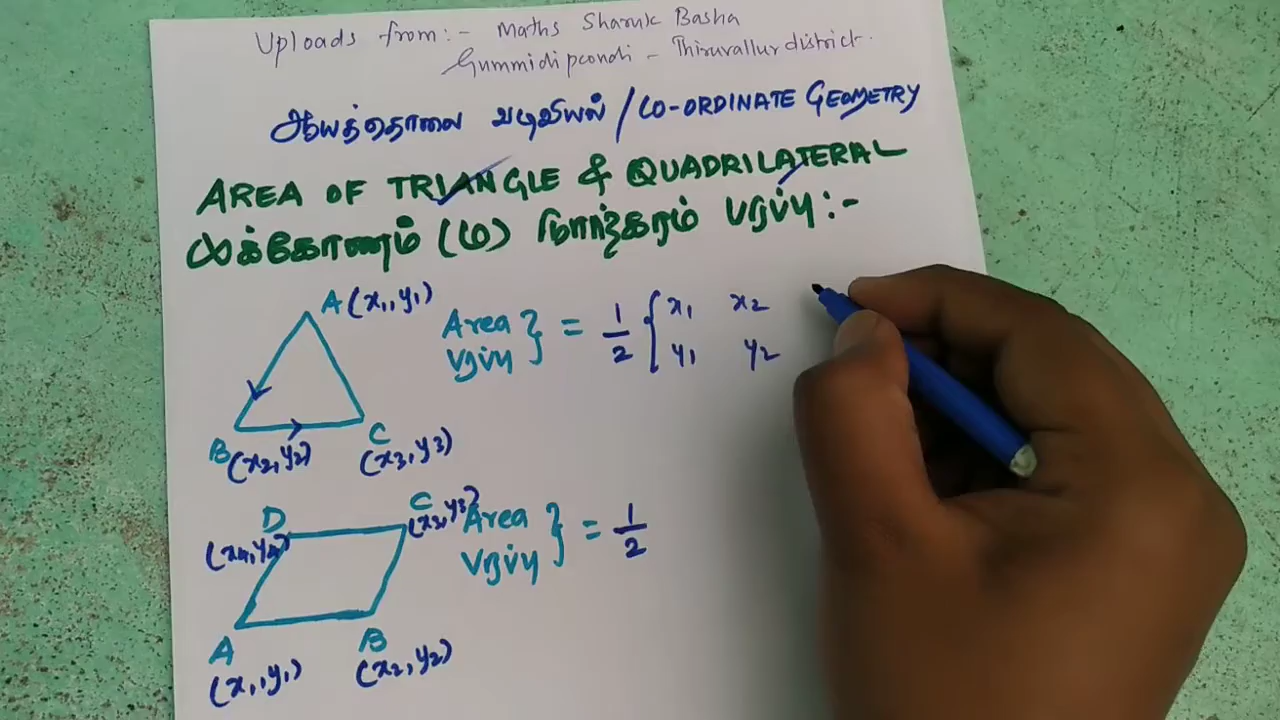 Uploads from:- Maths Sharuk Basha
Gummidipoondi - Thiruvallur district.
ஆயத்தொலை வடிவியல் / CO-ORDINATE GEOMETRY
AREA OF TRIANGLE & QUADRILATERAL
முக்கோணம் (ம) நாற்கரம் பரப்பு :-
A (x1, y1)
Area
பரப்பு } = 1/2 { x1 x2
y1 y2
B (x2, y2)
C (x3, y3)
D (x4, y4)
C (x3, y3)
Area
பரப்பு } = 1/2
A (x1, y1)
B (x2, y2)